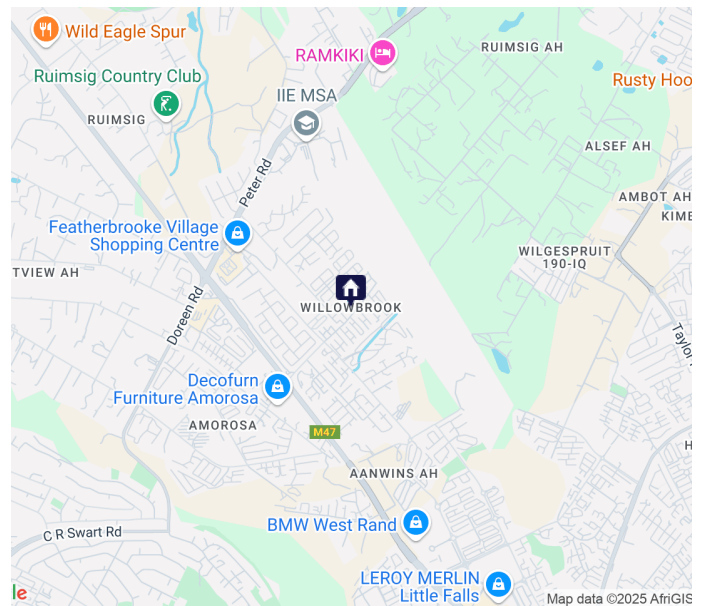 Wild Eagle Spur
RAMKIKI
RUIMSIG AH
Ruimsig Country Club
Rusty Hoo
IIE MSA
RUIMSIG
ALSEF AH
Peter Rd
AMBOT AH
KIME
Featherbrooke Village
Shopping Centre
WILGESPRUIT
190-IQ
TVIEW AH
WILLOWBROOK
Doreen Rd
Taylor
Decofurn
Furniture Amorosa
AMOROSA
M47
H
AANWINS AH
BMW West Rand
C R Swart Rd
LEROY MERLIN
Little Falls
le
Map data ©2025 AfriGIS